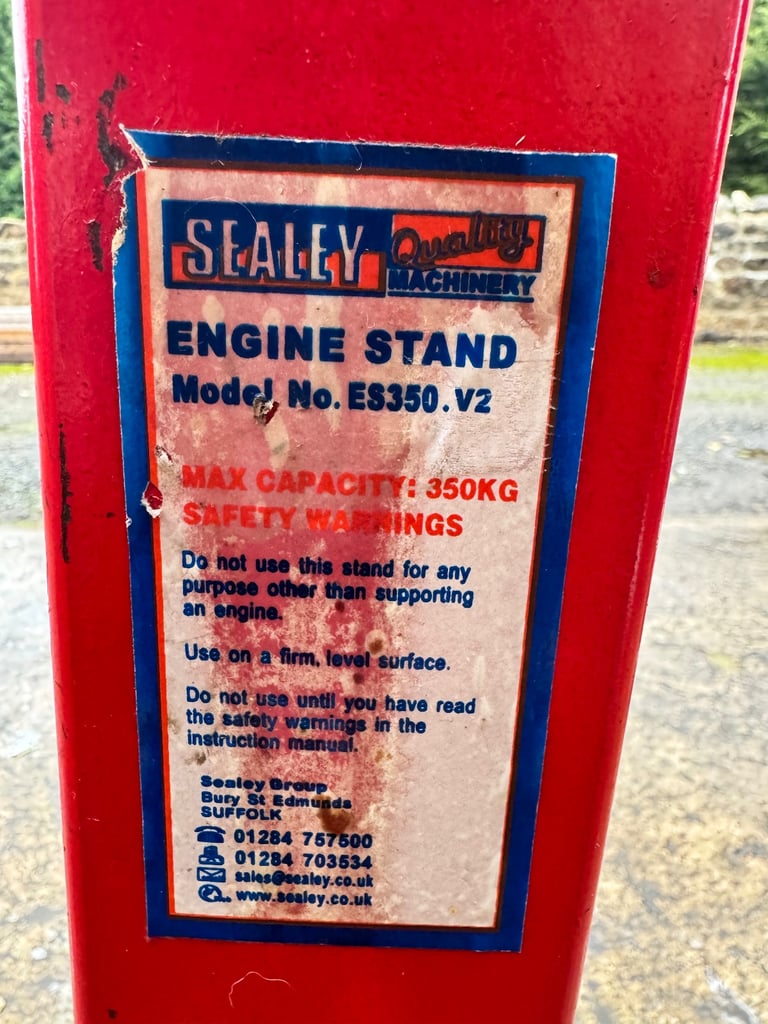 SEALEY Quality
MACHINERY
ENGINE STAND
Model No. ES350.V2
MAX CAPACITY: 350KG
SAFETY WARNINGS
Do not use this stand for any
purpose other than supporting
an engine.
Use on a firm, level surface.
Do not use until you have read
the safety warnings in the
instruction manual.
Sealey Group
Bury St Edmunds
SUFFOLK
01284 757500
01284 703534
sales@sealey.co.uk
www.sealey.co.uk